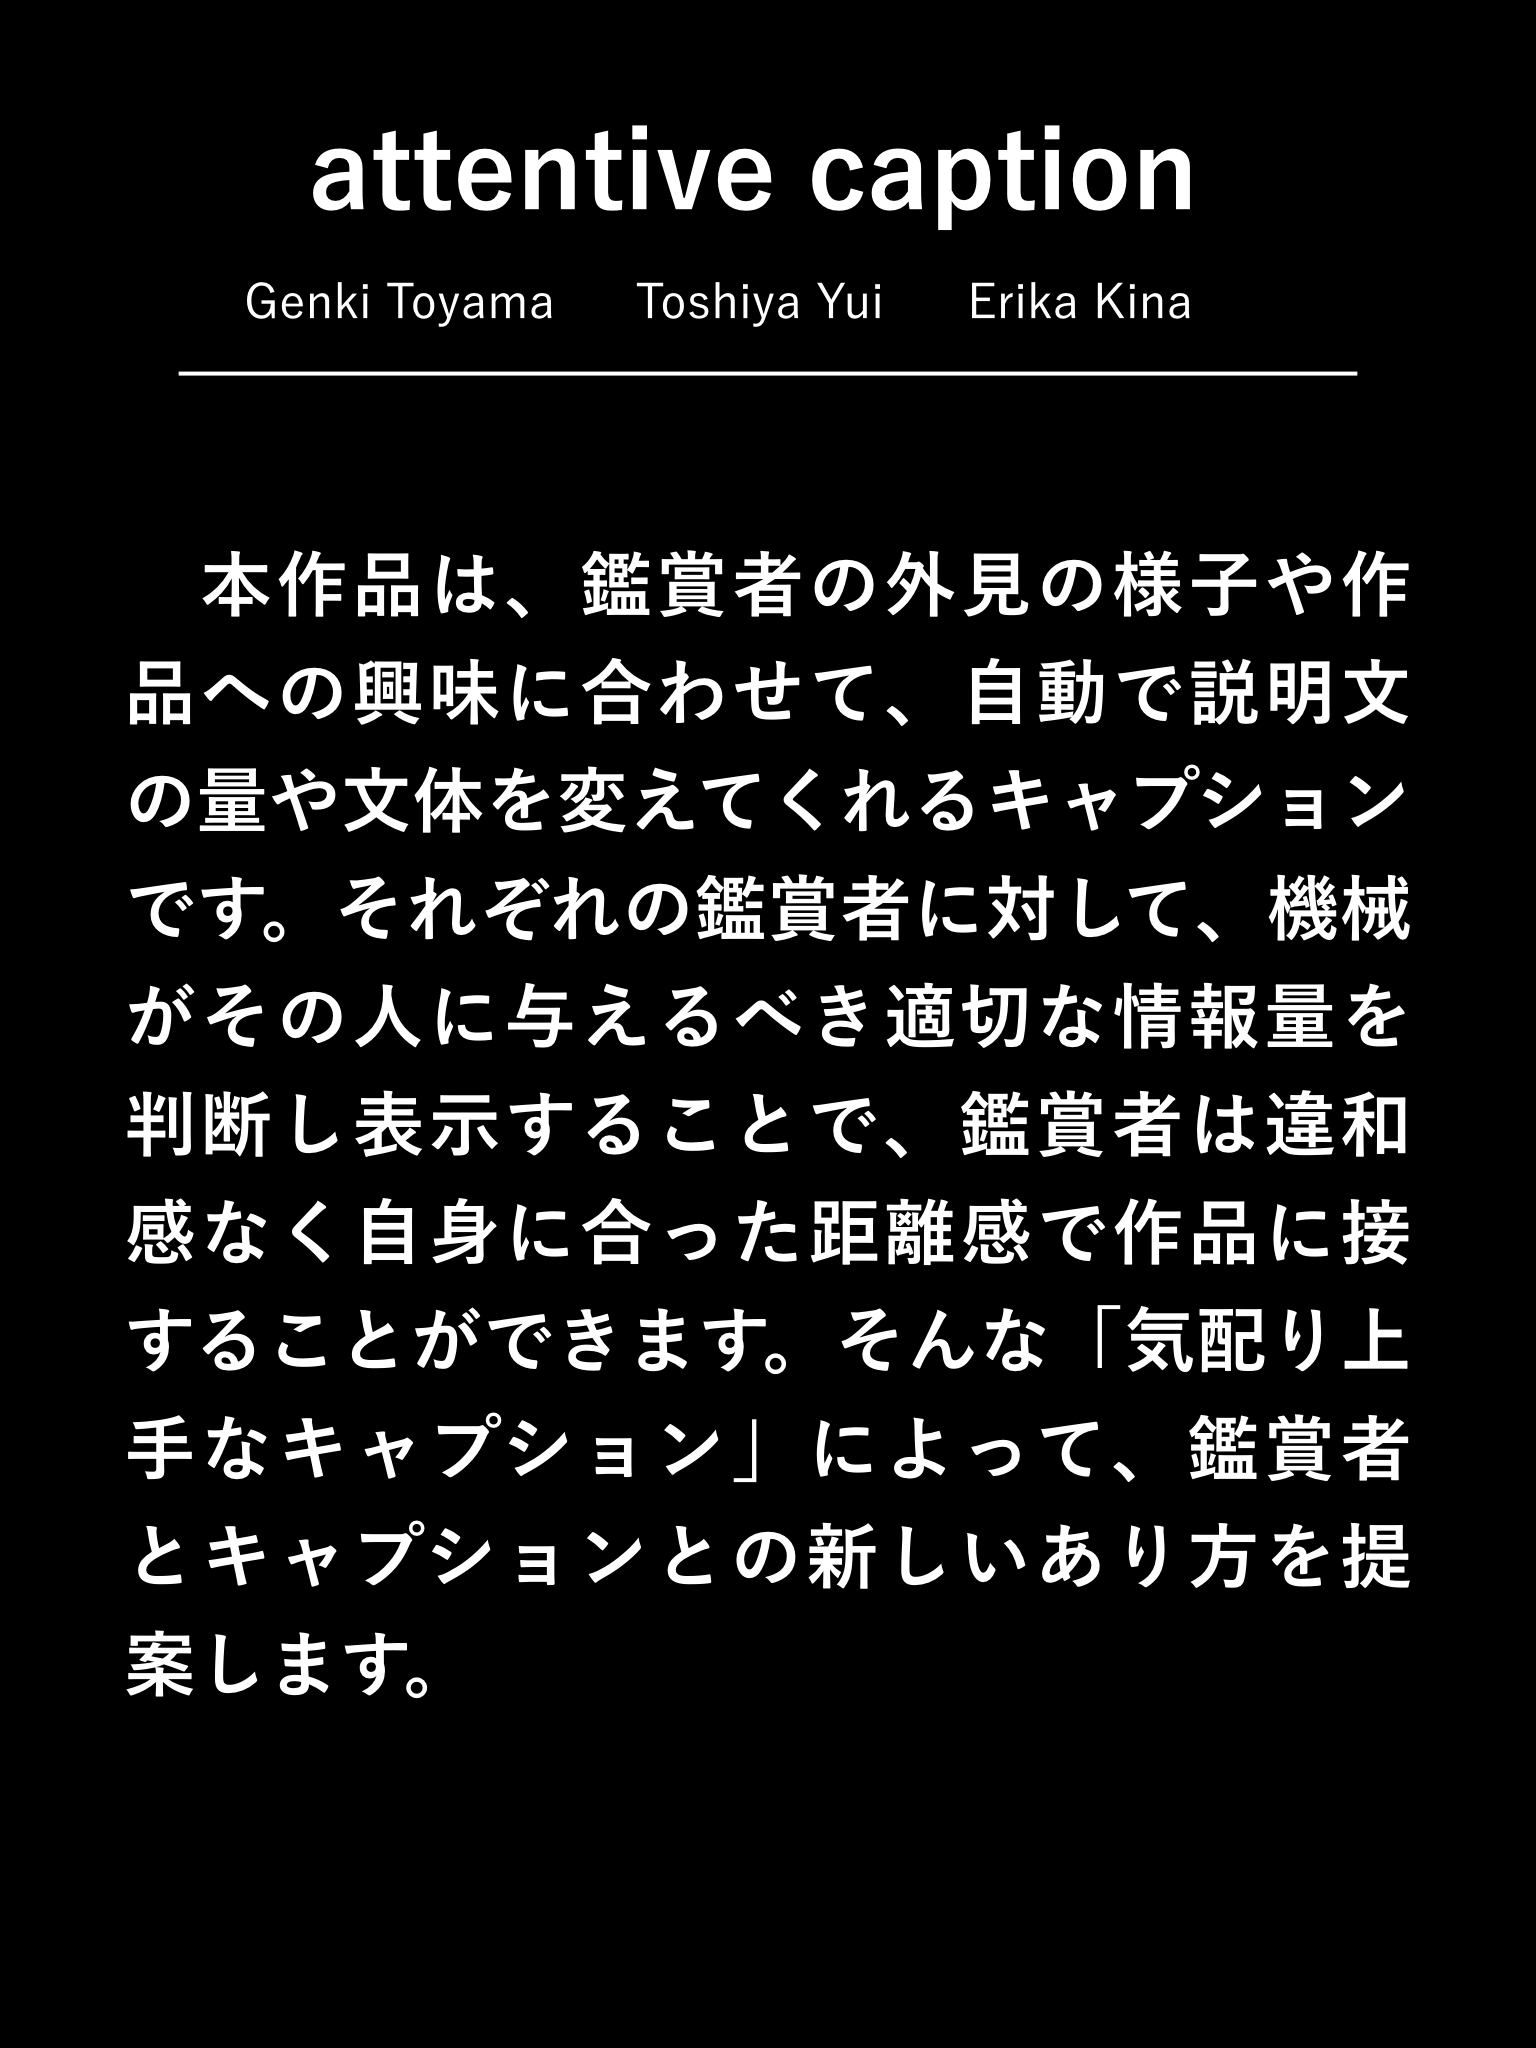 attentive caption
Genki Toyama Toshiya Yui Erika Kina
本作品は、鑑賞者の外見の様子や作
品への興味に合わせて、自動で説明文
の量や文体を変えてくれるキャプション
です。それぞれの鑑賞者に対して、機械
がその人に与えるべき適切な情報量を
判断し表示することで、鑑賞者は違和
感なく自身に合った距離感で作品に接
することができます。そんな「気配り上
手なキャプション」によって、鑑賞者
とキャプションとの新しいあり方を提
案します。